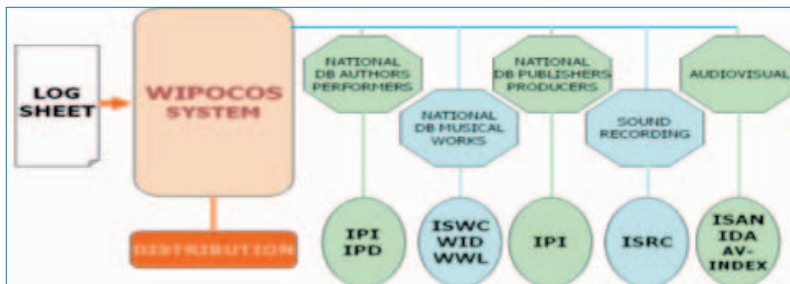 LOG
SHEET
WIPOCOS
SYSTEM
DISTRIBUTION
NATIONAL
DB AUTHORS
PERFORMERS
NATIONAL
DB MUSICAL
WORKS
NATIONAL
DB PUBLISHERS
PRODUCERS
SOUND
RECORDING
AUDIOVISUAL
IPI
IPD
ISWC
WID
WWL
IPI
ISRC
ISAN
IDA
AV-
INDEX